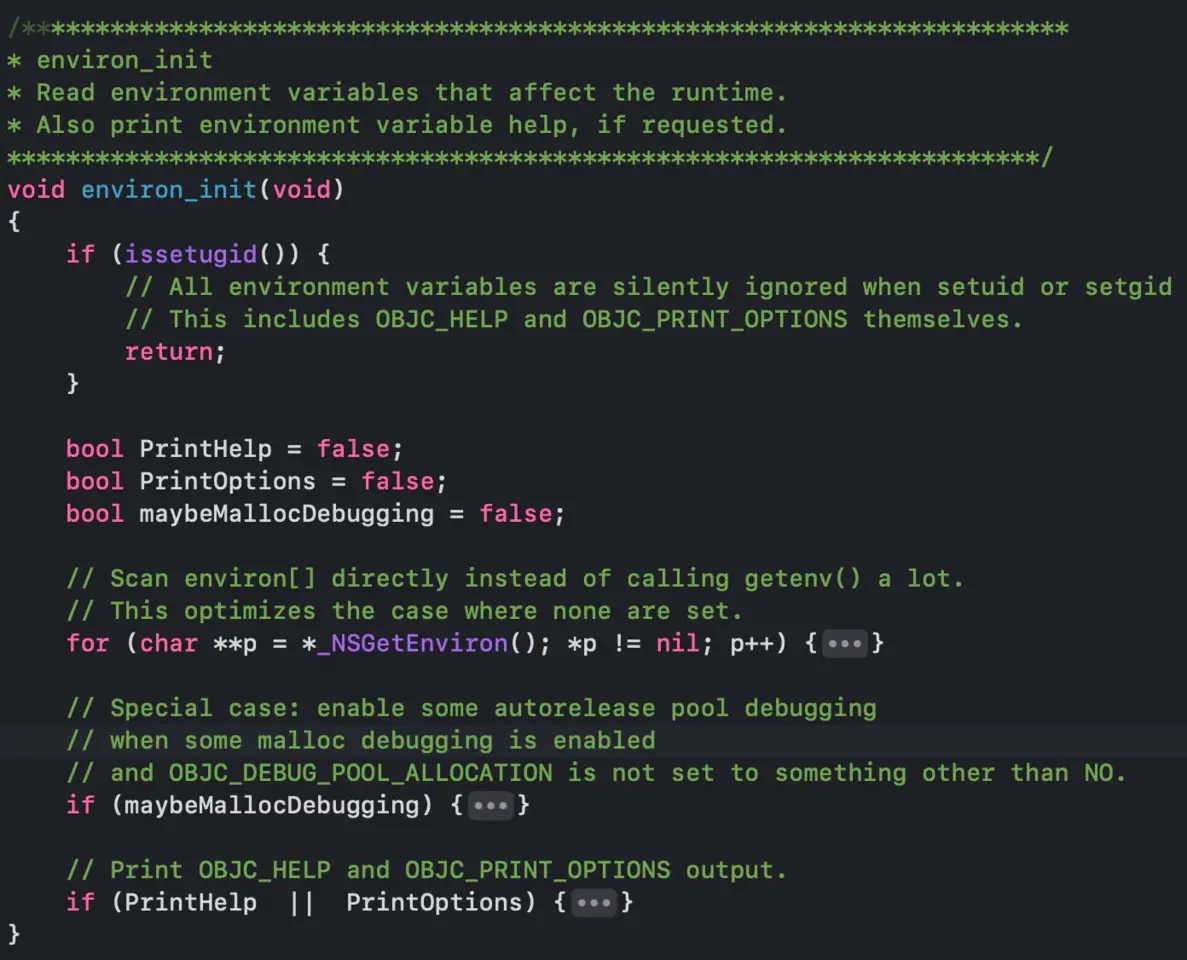 /***********************************************************************
* environ_init
* Read environment variables that affect the runtime.
* Also print environment variable help, if requested.
**********************************************************************/
void environ_init(void)
{
    if (issetugid()) {
        // All environment variables are silently ignored when setuid or setgid
        // This includes OBJC_HELP and OBJC_PRINT_OPTIONS themselves.
        return;
    }

    bool PrintHelp = false;
    bool PrintOptions = false;
    bool maybeMallocDebugging = false;

    // Scan environ[] directly instead of calling getenv() a lot.
    // This optimizes the case where none are set.
    for (char **p = *_NSGetEnviron(); *p != nil; p++) {•••}

    // Special case: enable some autorelease pool debugging
    // when some malloc debugging is enabled
    // and OBJC_DEBUG_POOL_ALLOCATION is not set to something other than NO.
    if (maybeMallocDebugging) {•••}

    // Print OBJC_HELP and OBJC_PRINT_OPTIONS output.
    if (PrintHelp  ||  PrintOptions) {•••}
}